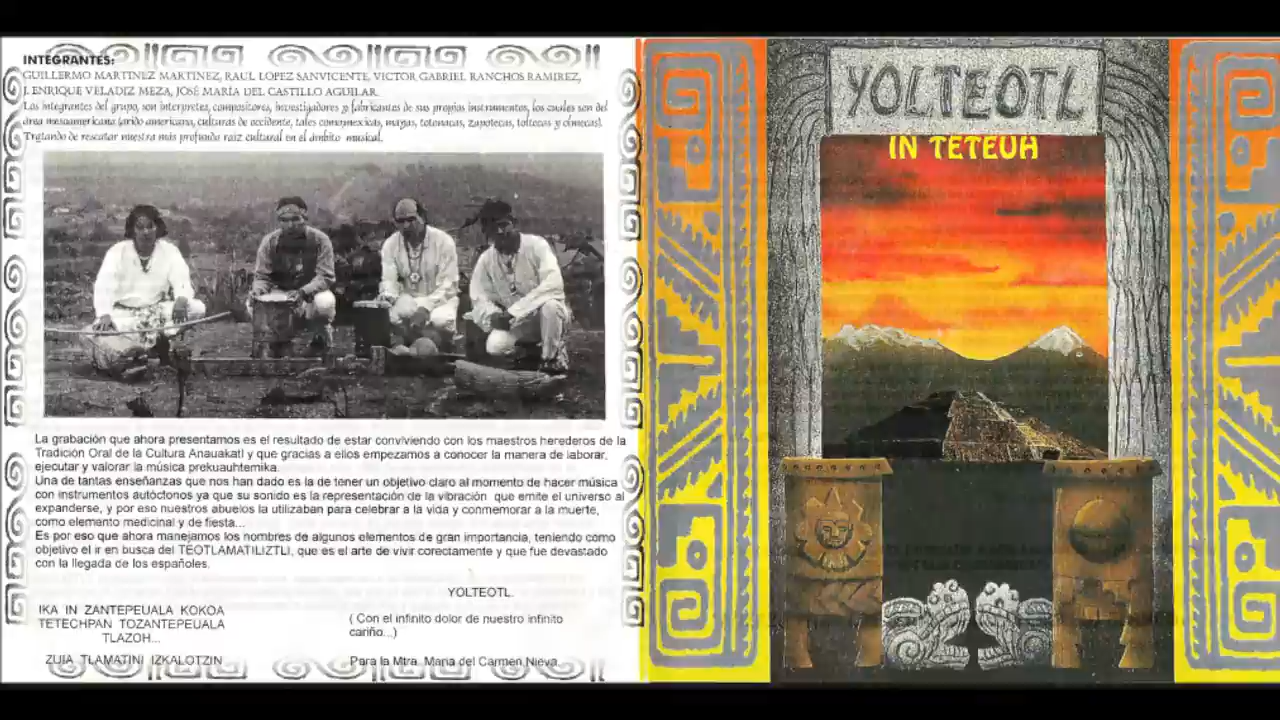 INTEGRANTES:
GUILLERMO MARTINEZ MARTINEZ, RAUL LOPEZ SANVICENTE, VICTOR GABRIEL RANCHOS RAMIREZ,
J. ENRIQUE VELADIZ MEZA, JOSE MARIA DEL CASTILLO AGUILAR.
Los integrantes del grupo, son interpretes, compositores, investigadores y fabricantes de sus propios instrumentos, los cuales son del
área mesoamericana (arido americana, culturas de occidente, tales como,mexicas, mayas, totonacas, zapotecas, toltecas y olmecas).
Tratando de rescatar nuestra más profunda raiz cultural en el ámbito musical.
La grabación que ahora presentamos es el resultado de estar conviviendo con los maestros herederos de la
Tradición Oral de la Cultura Anauakatl y que gracias a ellos empezamos a conocer la manera de laborar,
ejecutar y valorar la música prekuauhtemika.
Una de tantas enseñanzas que nos han dado es la de tener un objetivo claro al momento de hacer música
con instrumentos autóctonos ya que su sonido es la representación de la vibración que emite el universo al
expanderse, y por eso nuestros abuelos la utilizaban para celebrar a la vida y conmemorar a la muerte,
como elemento medicinal y de fiesta...
Es por eso que ahora manejamos los nombres de algunos elementos de gran importancia, teniendo como
objetivo el ir en busca del TEOTLAMATILIZTLI, que es el arte de vivir corectamente y que fue devastado
con la llegada de los españoles.
YOLTEOTL.
IKA IN ZANTEPEUALA KOKOA
TETECHPAN TOZANTEPEUALA
TLAZOH...
( Con el infinito dolor de nuestro infinito
cariño...)
ZUIA TLAMATINI IZKALOTZIN
Para la Mtra. Maria del Carmen Nieva.
YOLTEOTL
IN TETEUH